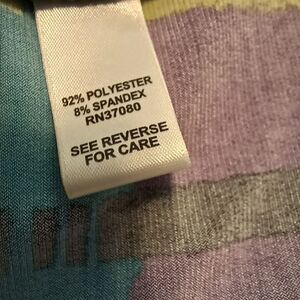 92% POLYESTER
8% SPANDEX
RN37080
SEE REVERSE
FOR CARE